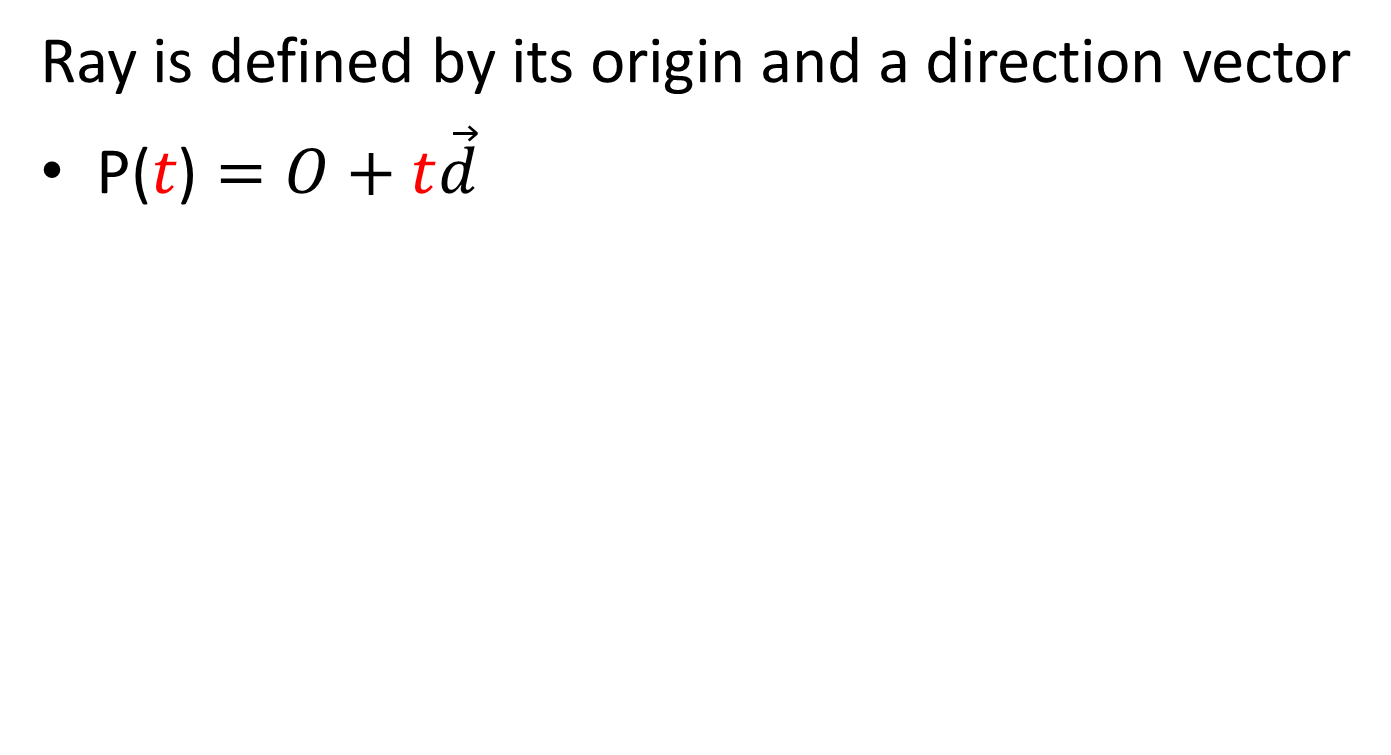 Ray is defined by its origin and a direction vector
• P(t) = O + td⃗